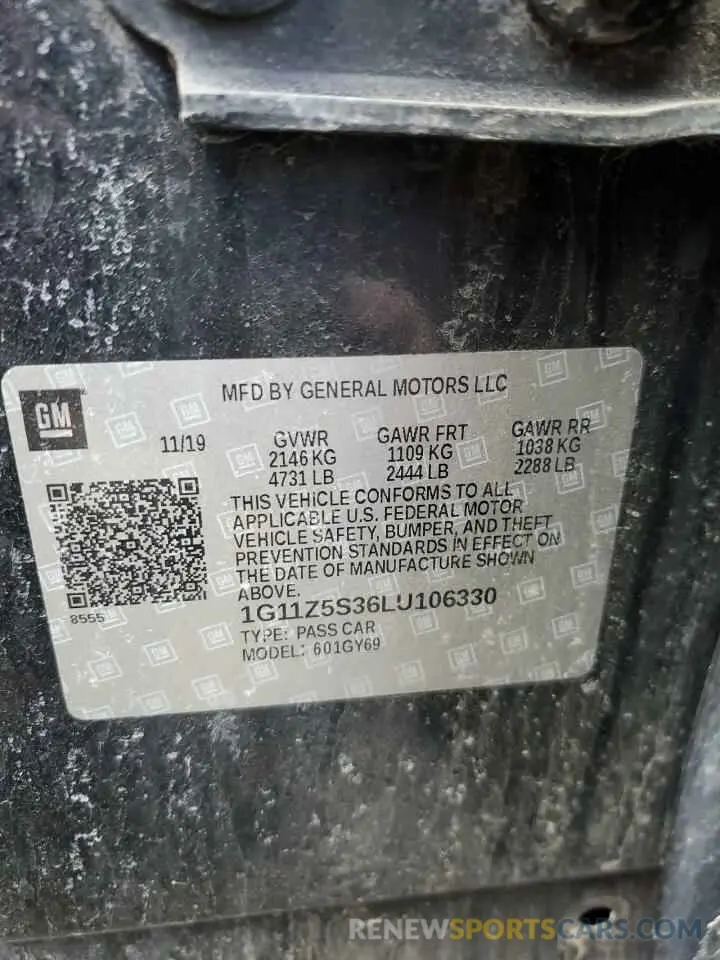 MFD BY GENERAL MOTORS LLC
GM
11/19
GVWR
2146 KG
4731 LB
GAWR FRT
1109 KG
2444 LB
GAWR RR
1038 KG
2288 LB
THIS VEHICLE CONFORMS TO ALL
APPLICABLE U.S. FEDERAL MOTOR
VEHICLE SAFETY, BUMPER, AND THEFT
PREVENTION STANDARDS IN EFFECT ON
THE DATE OF MANUFACTURE SHOWN
ABOVE.
8555
1G11Z5S36LU106330
TYPE: PASS CAR
MODEL: 601GY69
RENEWSPORTSCARS.COM